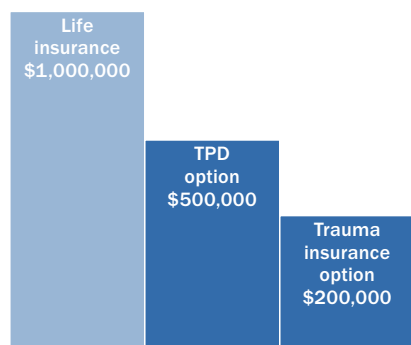 Life
insurance
$1,000,000
TPD
option
$500,000
Trauma
insurance
option
$200,000